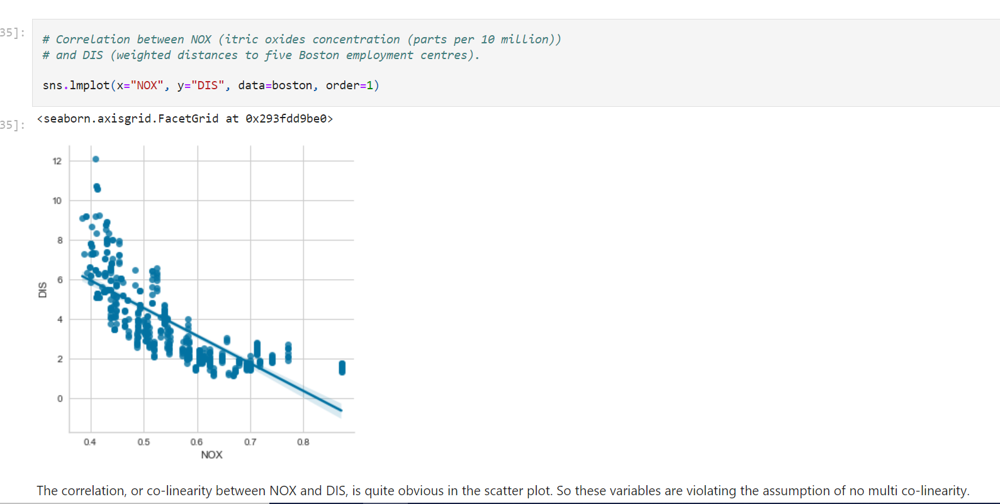 35]:
# Correlation between NOX (itric oxides concentration (parts per 10 million))
# and DIS (weighted distances to five Boston employment centres).
sns.lmplot(x="NOX", y="DIS", data=boston, order=1)
<seaborn.axisgrid.FacetGrid at 0x293fdd9be0>
35]:
12
10
8
6
4
2
0
DIS
0.4 0.5 0.6 0.7 0.8
NOX
The correlation, or co-linearity between NOX and DIS, is quite obvious in the scatter plot. So these variables are violating the assumption of no multi co-linearity.